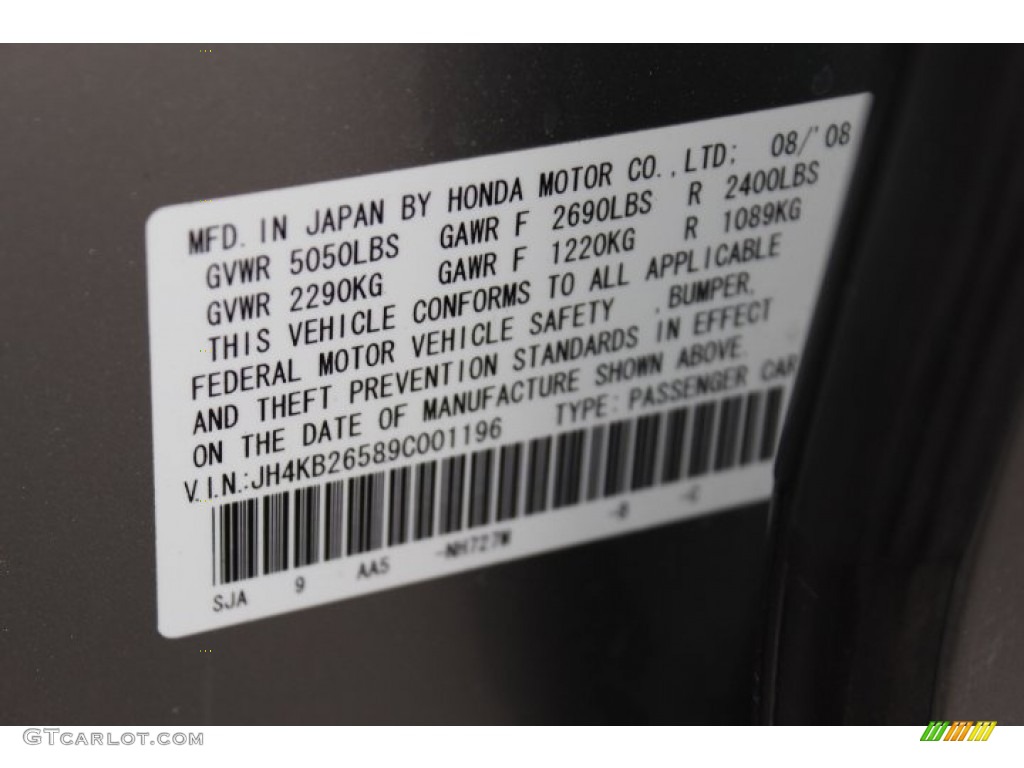 MFD. IN JAPAN BY HONDA MOTOR CO.,LTD; 08/'08
GVWR 5050LBS GAWR F 2690LBS R 2400LBS
GVWR 2290KG GAWR F 1220KG R 1089KG
THIS VEHICLE CONFORMS TO ALL APPLICABLE
FEDERAL MOTOR VEHICLE SAFETY ,BUMPER,
AND THEFT PREVENTION STANDARDS IN EFFECT
ON THE DATE OF MANUFACTURE SHOWN ABOVE.
V.I.N.:JH4KB26589C001196 TYPE: PASSENGER CAR
SJA 9 AA5 -NH727M -B -C
GTcarlot.com